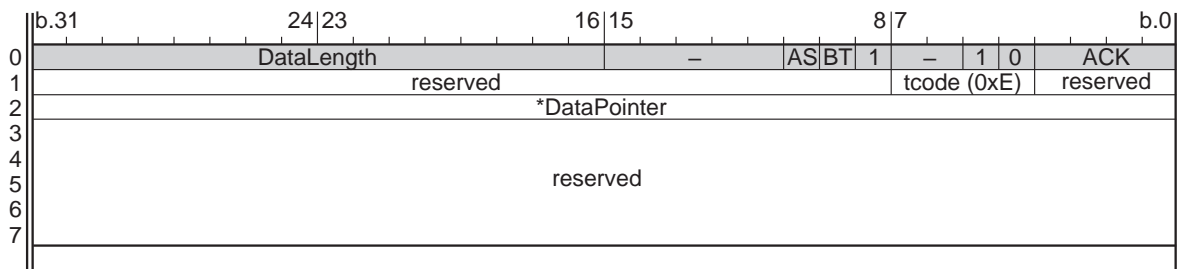 b.31 24 23 16 15 8 7 b.0
0 DataLength – AS BT 1 – 1 0 ACK
1 reserved tcode (0xE) reserved
2 *DataPointer
3
4
5 reserved
6
7